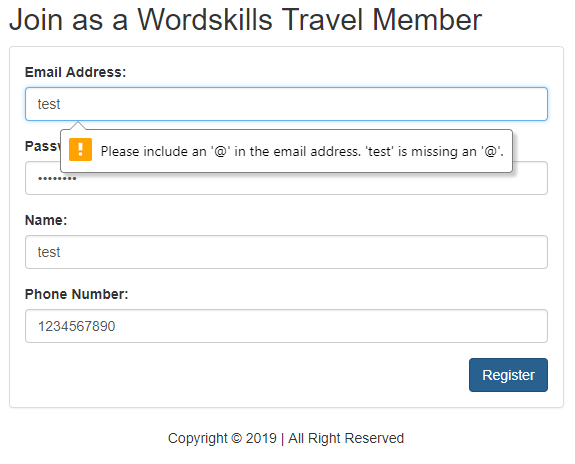 Join as a Wordskills Travel Member
Email Address:
test
Please include an '@' in the email address. 'test' is missing an '@'.
••••••••
Name:
test
Phone Number:
1234567890
Register
Copyright © 2019 | All Right Reserved